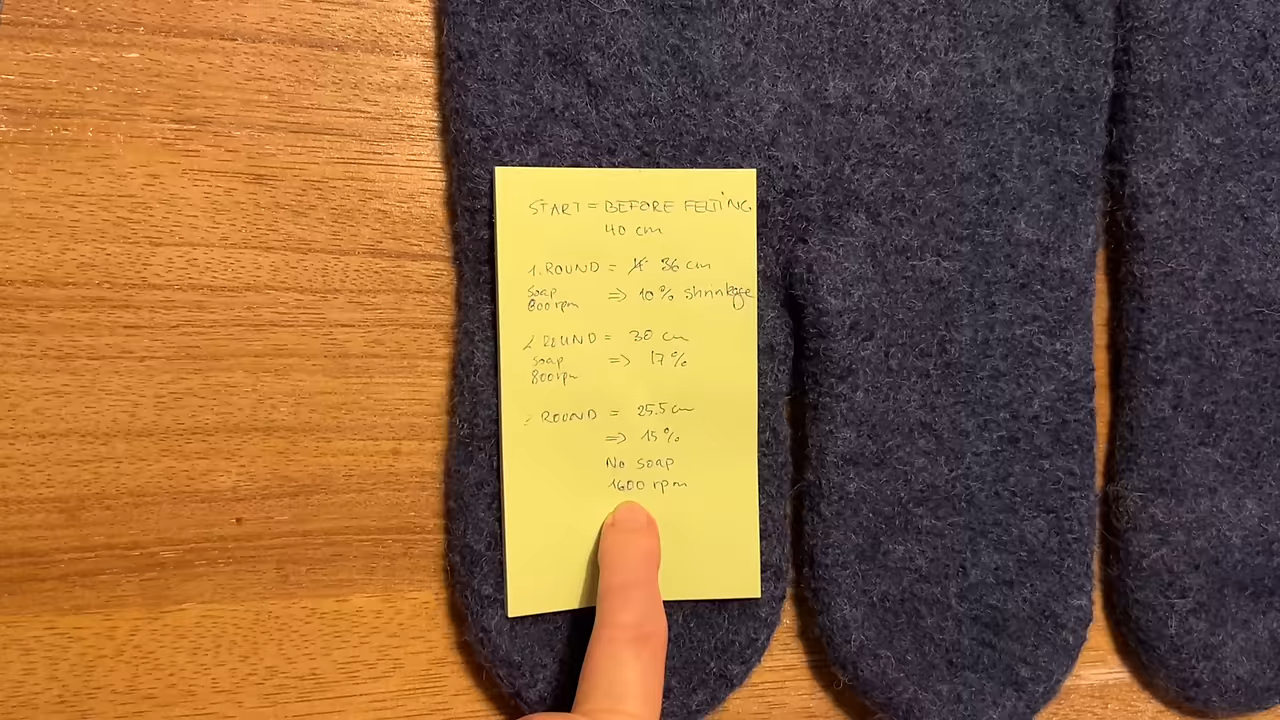 START = BEFORE FELTING
40 cm
1. ROUND = 36 cm
soap
800 rpm => 10% shrinkage
2 ROUND = 30 cm
soap => 17%
800 rpm
3 ROUND = 25.5 cm
=> 15%
No soap
1600 rpm